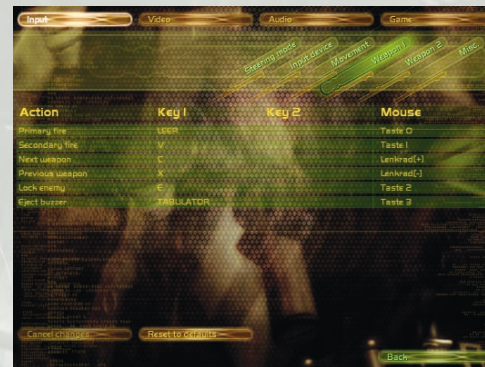 Input Video Audio Game
Steering mode Input device Movement Weapon 1 Weapon 2 Misc.
Action Key 1 Key 2 Mouse
Primary fire LEER Taste 0
Secondary fire V Taste 1
Next weapon C Lenkrad[+]
Previous weapon X Lenkrad[-]
Lock enemy E Taste 2
Eject buzzer TABULATOR Taste 3
Cancel changes Reset to defaults
Back